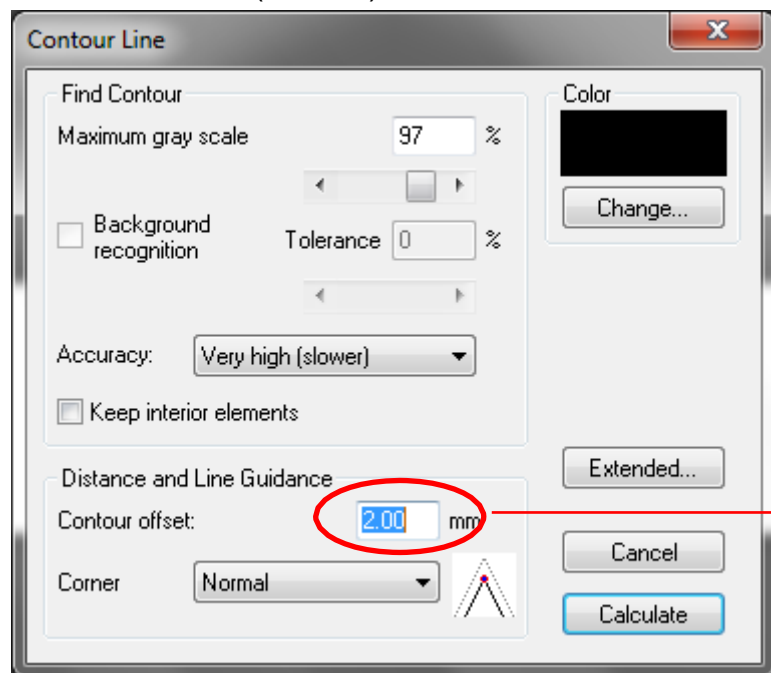 Contour Line
Find Contour
Maximum gray scale 97 %
Background recognition
Tolerance 0 %
Accuracy: Very high (slower)
Keep interior elements
Distance and Line Guidance
Contour offset: 2.00 mm
Corner Normal
Color
Change...
Extended...
Cancel
Calculate